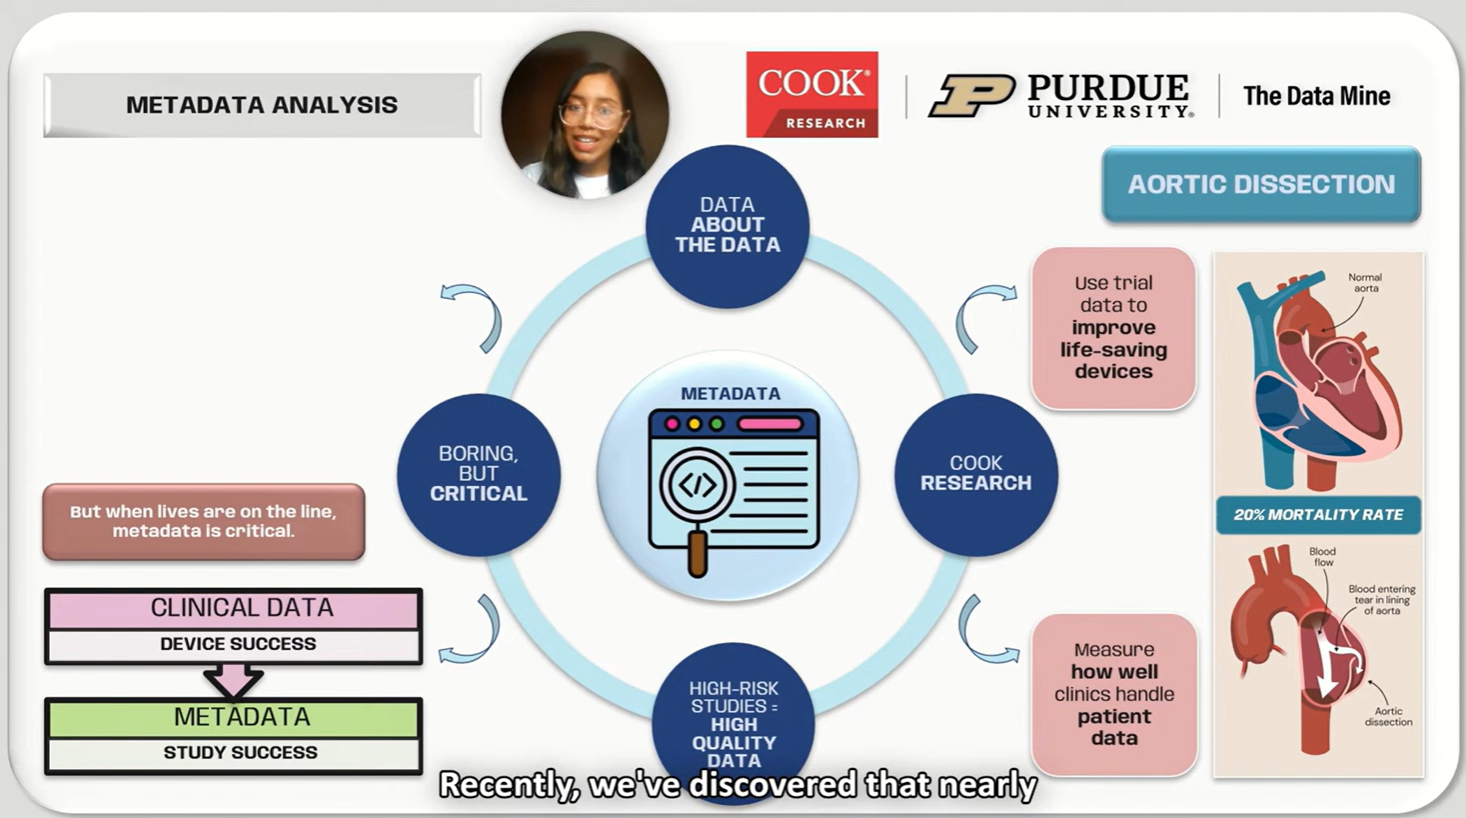 METADATA ANALYSIS
COOK®
RESEARCH
PURDUE
UNIVERSITY®
The Data Mine
AORTIC DISSECTION
DATA
ABOUT
THE DATA
METADATA
</>
BORING,
BUT
CRITICAL
COOK
RESEARCH
HIGH-RISK
STUDIES =
HIGH
QUALITY
DATA
But when lives are on the line,
metadata is critical.
CLINICAL DATA
DEVICE SUCCESS
METADATA
STUDY SUCCESS
Use trial
data to
improve
life-saving
devices
Measure
how well
clinics handle
patient
data
Normal
aorta
20% MORTALITY RATE
Blood
flow
Blood entering
tear in lining
of aorta
Aortic
dissection
Recently, we've discovered that nearly